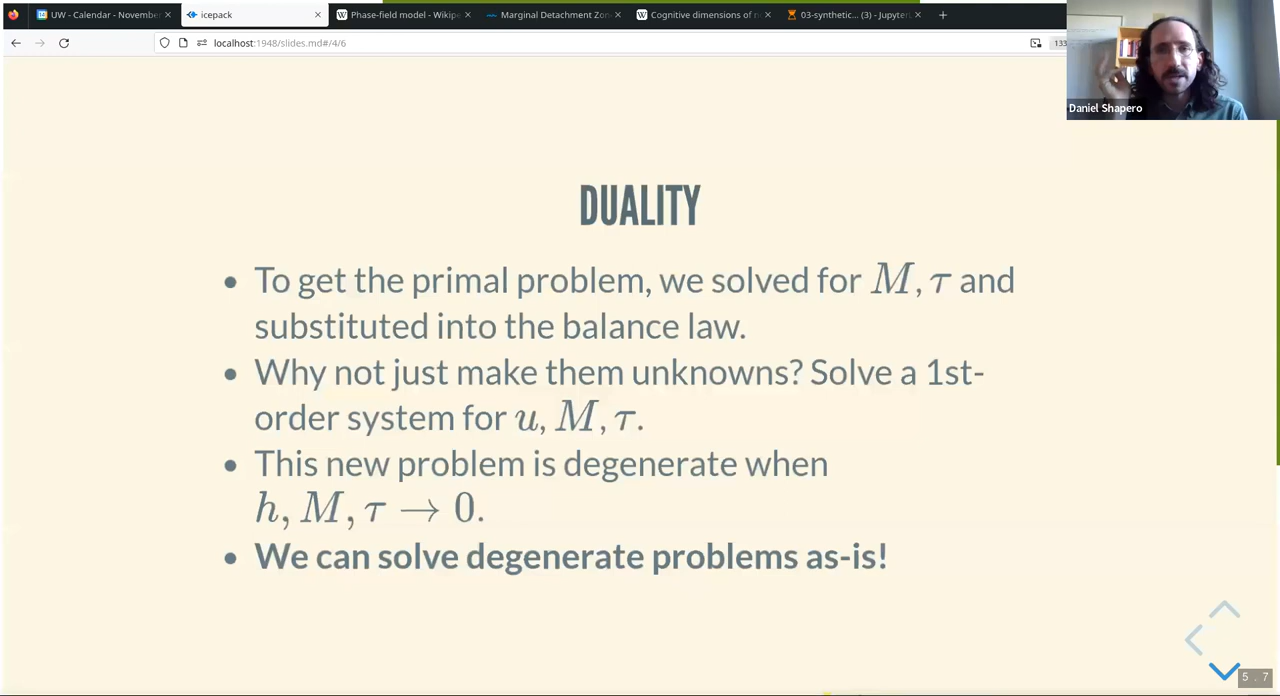 UW - Calendar - November
icepack
Phase-field model - Wikipe
Marginal Detachment Zon
Cognitive dimensions of n
03-synthetic... (3) - Jupyter
localhost:1948/slides.md#/4/6
133
Daniel Shapero
DUALITY
To get the primal problem, we solved for M, τ and
substituted into the balance law.
Why not just make them unknowns? Solve a 1st-
order system for u, M, τ.
This new problem is degenerate when
h, M, τ → 0.
We can solve degenerate problems as-is!
5 . 7